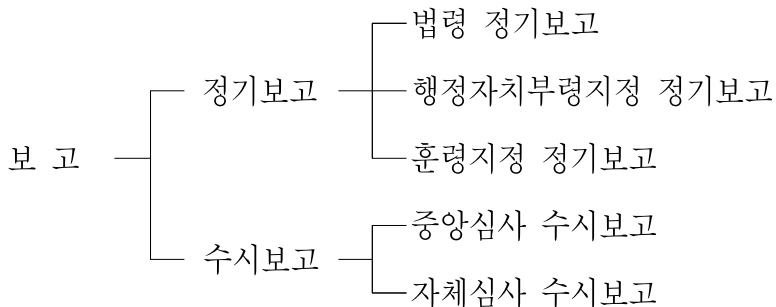 법령 정기보고
정기보고
행정자치부령지정 정기보고
훈령지정 정기보고
보 고
중앙심사 수시보고
수시보고
자체심사 수시보고